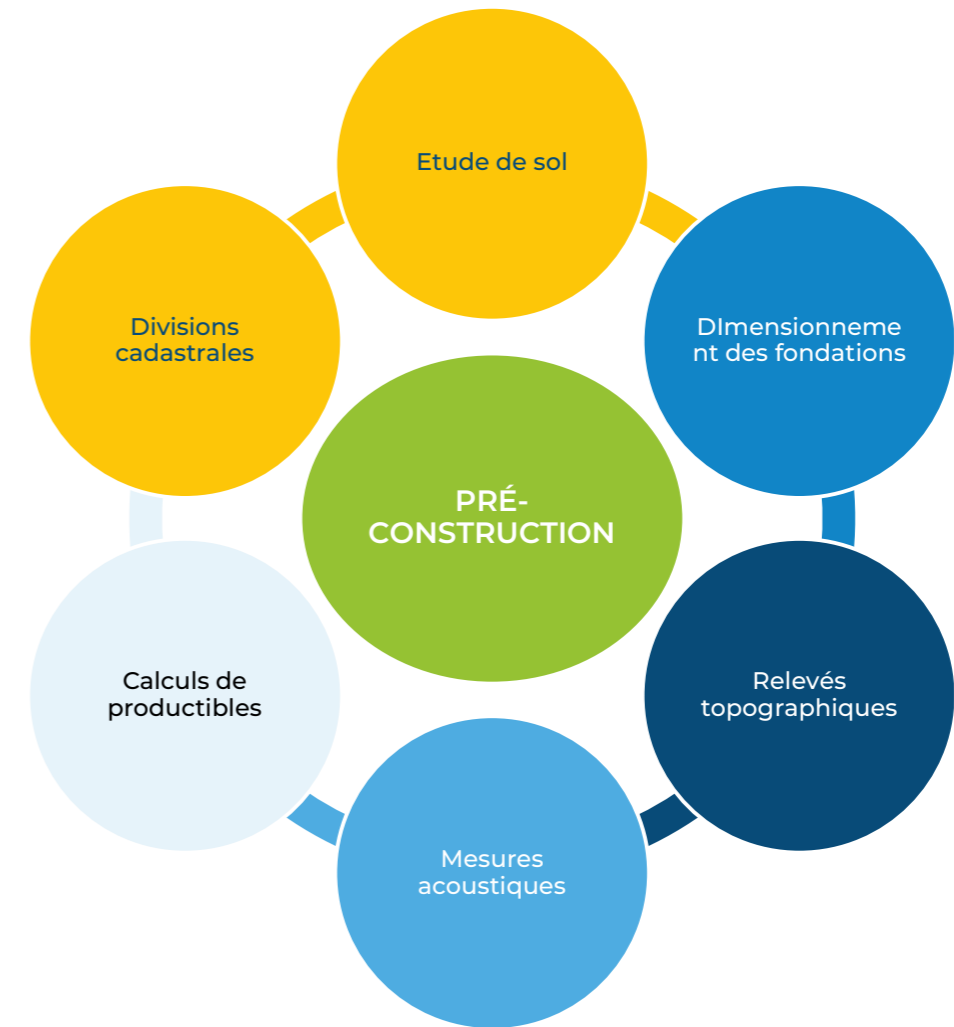 Etude de sol
DImensionneme
nt des fondations
Relevés
topographiques
Mesures
acoustiques
Calculs de
productibles
Divisions
cadastrales
PRÉ-
CONSTRUCTION